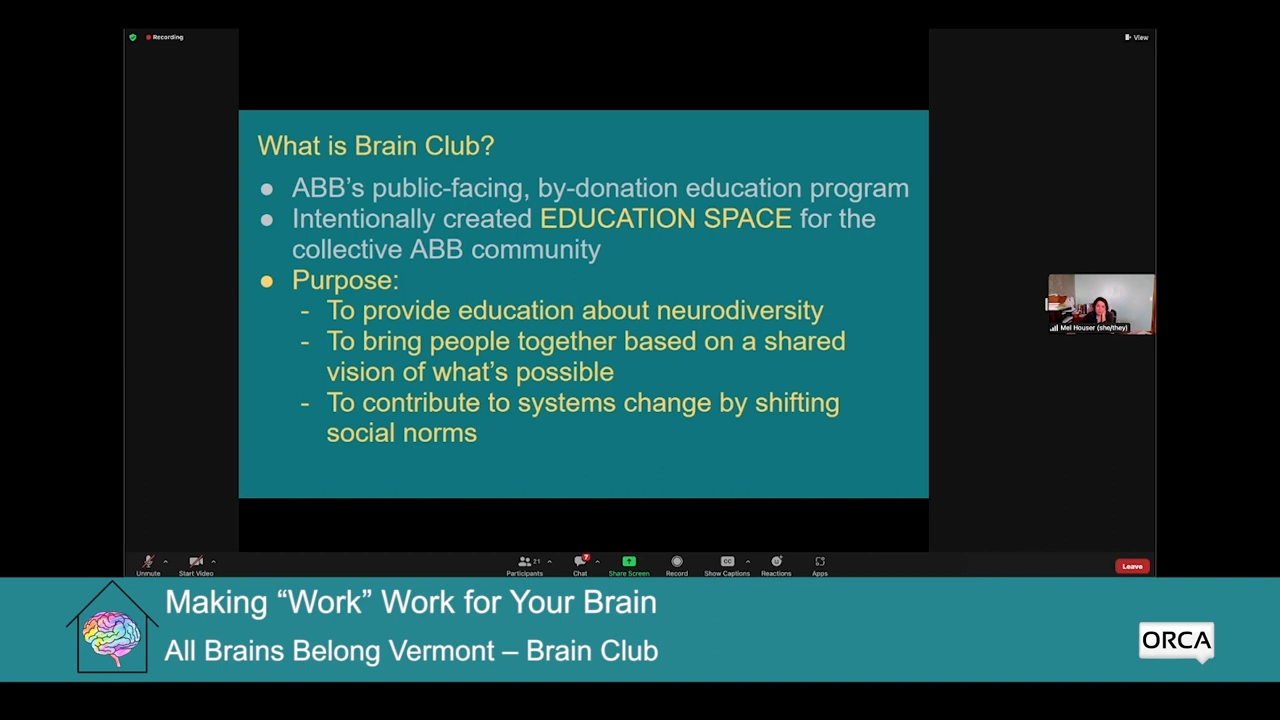 Recording
View
What is Brain Club?
● ABB's public-facing, by-donation education program
● Intentionally created EDUCATION SPACE for the
collective ABB community
● Purpose:
- To provide education about neurodiversity
- To bring people together based on a shared
vision of what's possible
- To contribute to systems change by shifting
social norms
Mel Houser (she/they)
21
7
CC
Unmute
Start Video
Participants
Chat
Share Screen
Record
Show Captions
Reactions
Apps
Leave
Making “Work” Work for Your Brain
All Brains Belong Vermont – Brain Club
ORCA